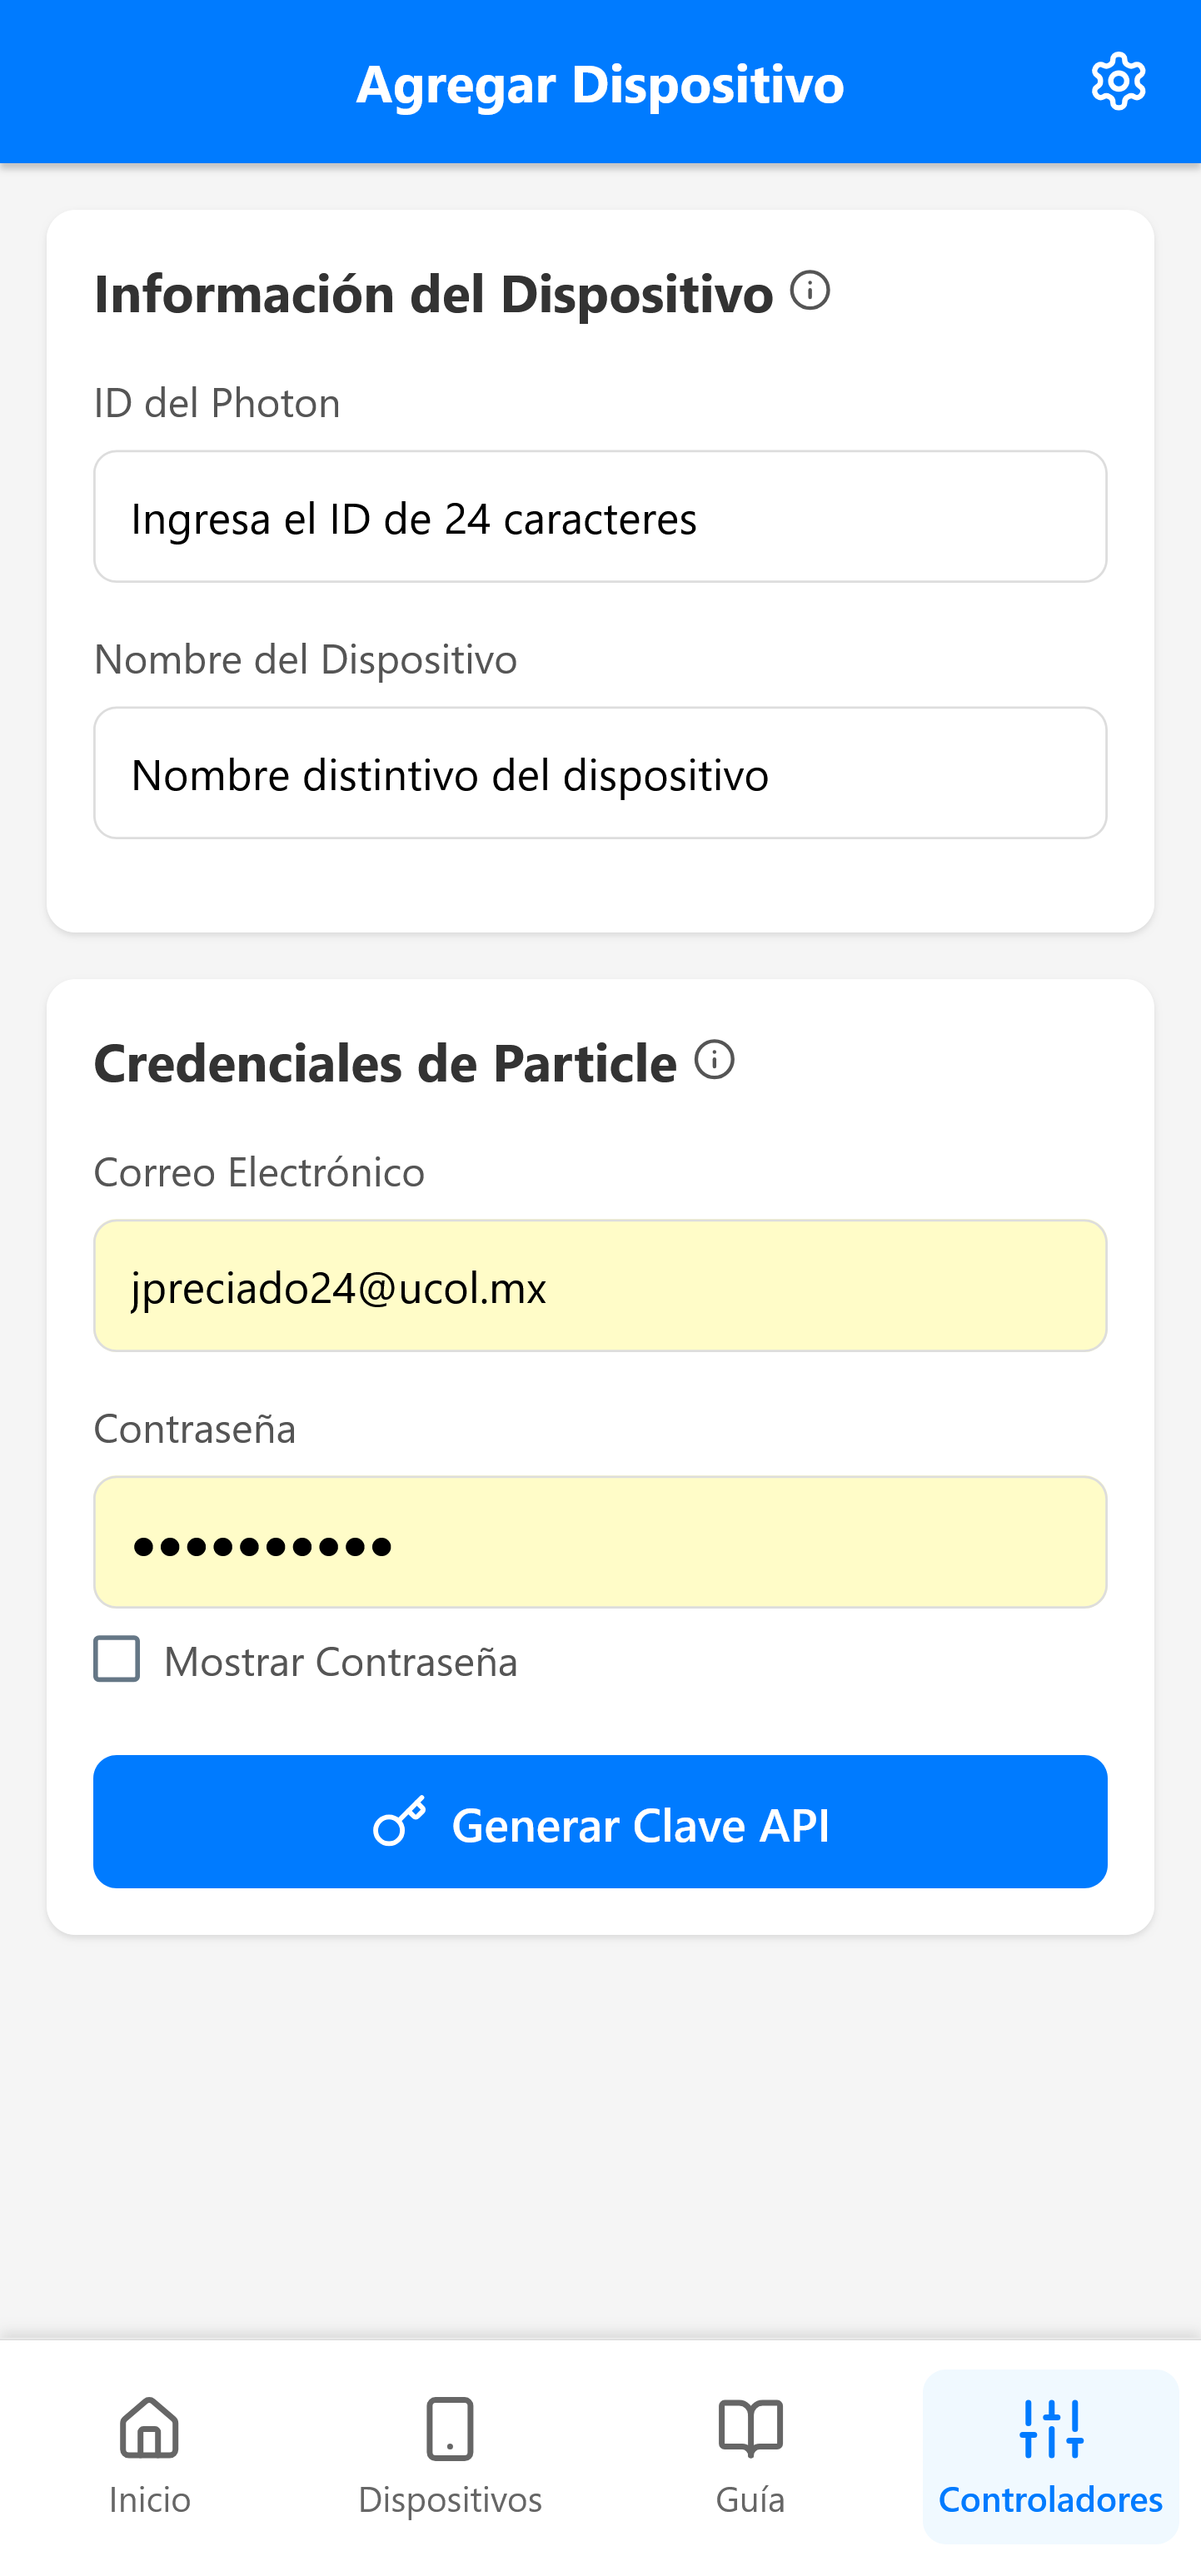 Agregar Dispositivo
Información del Dispositivo
ID del Photon
Ingresa el ID de 24 caracteres
Nombre del Dispositivo
Nombre distintivo del dispositivo
Credenciales de Particle
Correo Electrónico
jpreciado24@ucol.mx
Contraseña
••••••••••
Mostrar Contraseña
Generar Clave API
Inicio
Dispositivos
Guía
Controladores